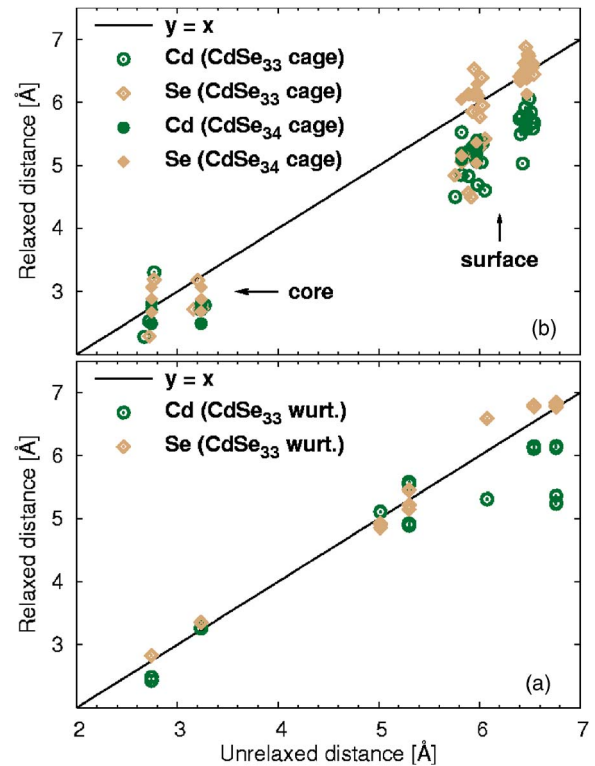 y = x
Cd (CdSe33 cage)
Se (CdSe33 cage)
Cd (CdSe34 cage)
Se (CdSe34 cage)
7
6
5
4
3
Relaxed distance [Å]
surface
core
(b)
y = x
Cd (CdSe33 wurt.)
Se (CdSe33 wurt.)
7
6
5
4
3
Relaxed distance [Å]
(a)
2 3 4 5 6 7
Unrelaxed distance [Å]